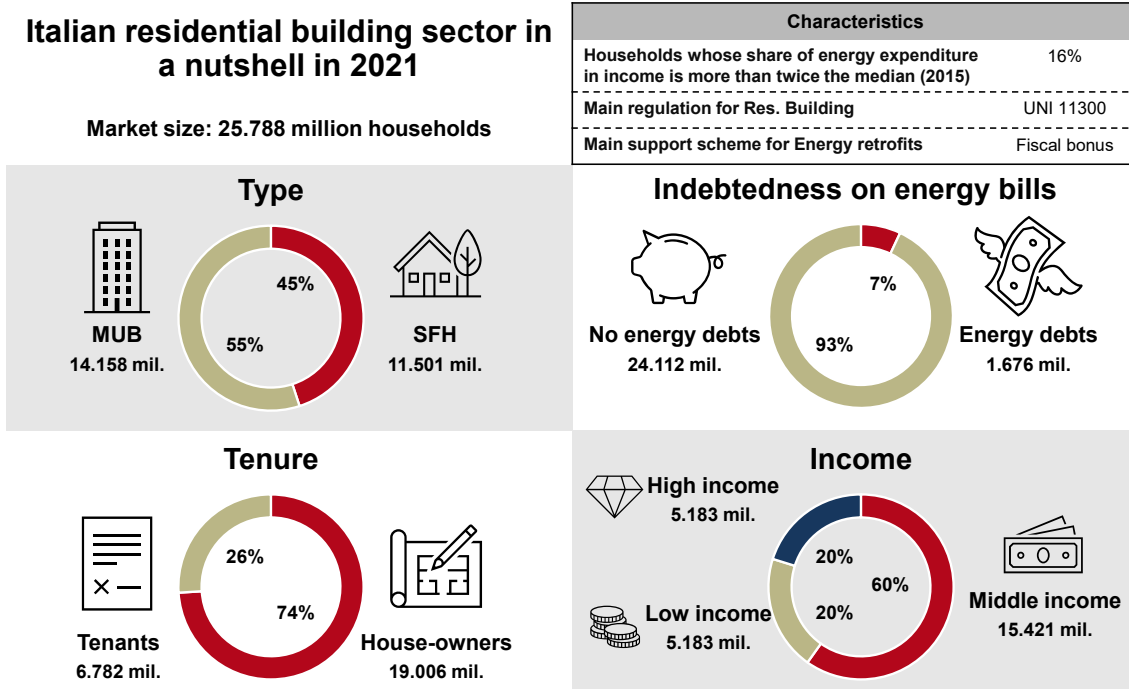 Italian residential building sector in
a nutshell in 2021
Market size: 25.788 million households
Characteristics
Households whose share of energy expenditure
in income is more than twice the median (2015)
16%
Main regulation for Res. Building
UNI 11300
Main support scheme for Energy retrofits
Fiscal bonus
Type
MUB
14.158 mil.
45%
55%
SFH
11.501 mil.
Indebtedness on energy bills
No energy debts
24.112 mil.
7%
93%
Energy debts
1.676 mil.
Tenure
Tenants
6.782 mil.
26%
74%
House-owners
19.006 mil.
Income
High income
5.183 mil.
Low income
5.183 mil.
20%
60%
20%
Middle income
15.421 mil.